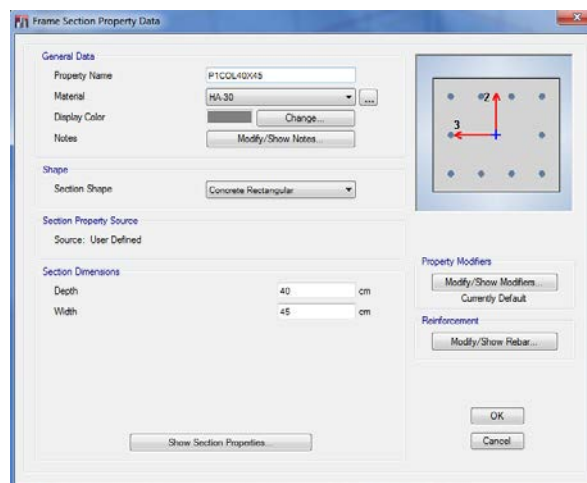 Frame Section Property Data
General Data
Property Name P1COL40X45
Material HA-30 ...
Display Color Change...
Notes Modify/Show Notes...
Shape
Section Shape Concrete Rectangular
Section Property Source
Source: User Defined
Section Dimensions
Depth 40 cm
Width 45 cm
Show Section Properties...
2
3
Property Modifiers
Modify/Show Modifiers...
Currently Default
Reinforcement
Modify/Show Rebar...
OK
Cancel